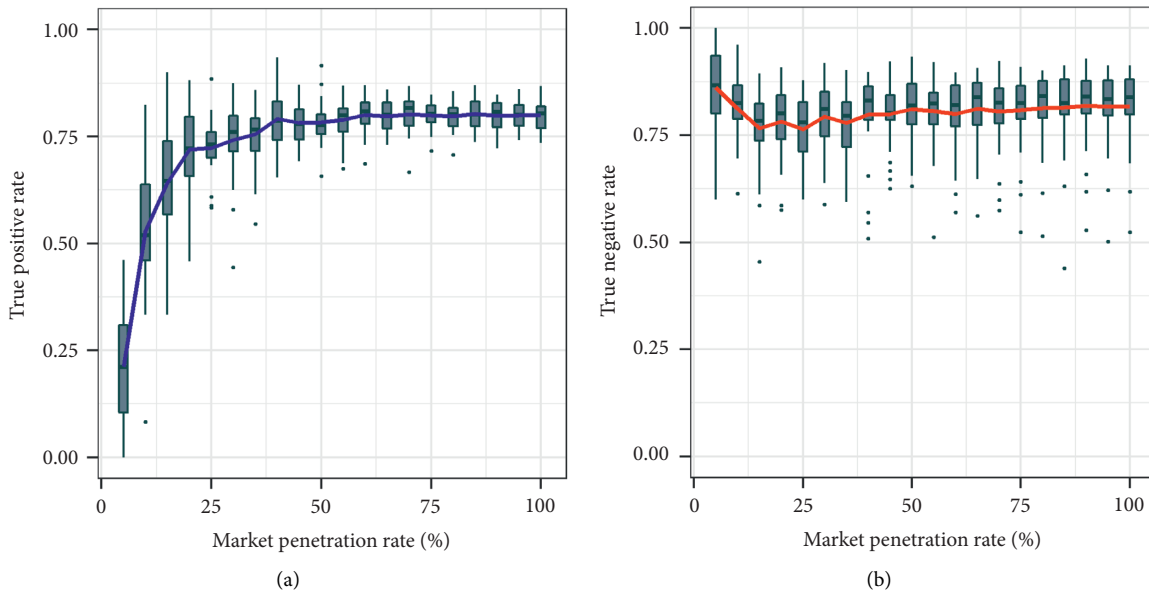 1.00
0.75
0.50
0.25
0.00
True positive rate
0 25 50 75 100
Market penetration rate (%)
(a)
1.00
0.75
0.50
0.25
0.00
True negative rate
0 25 50 75 100
Market penetration rate (%)
(b)